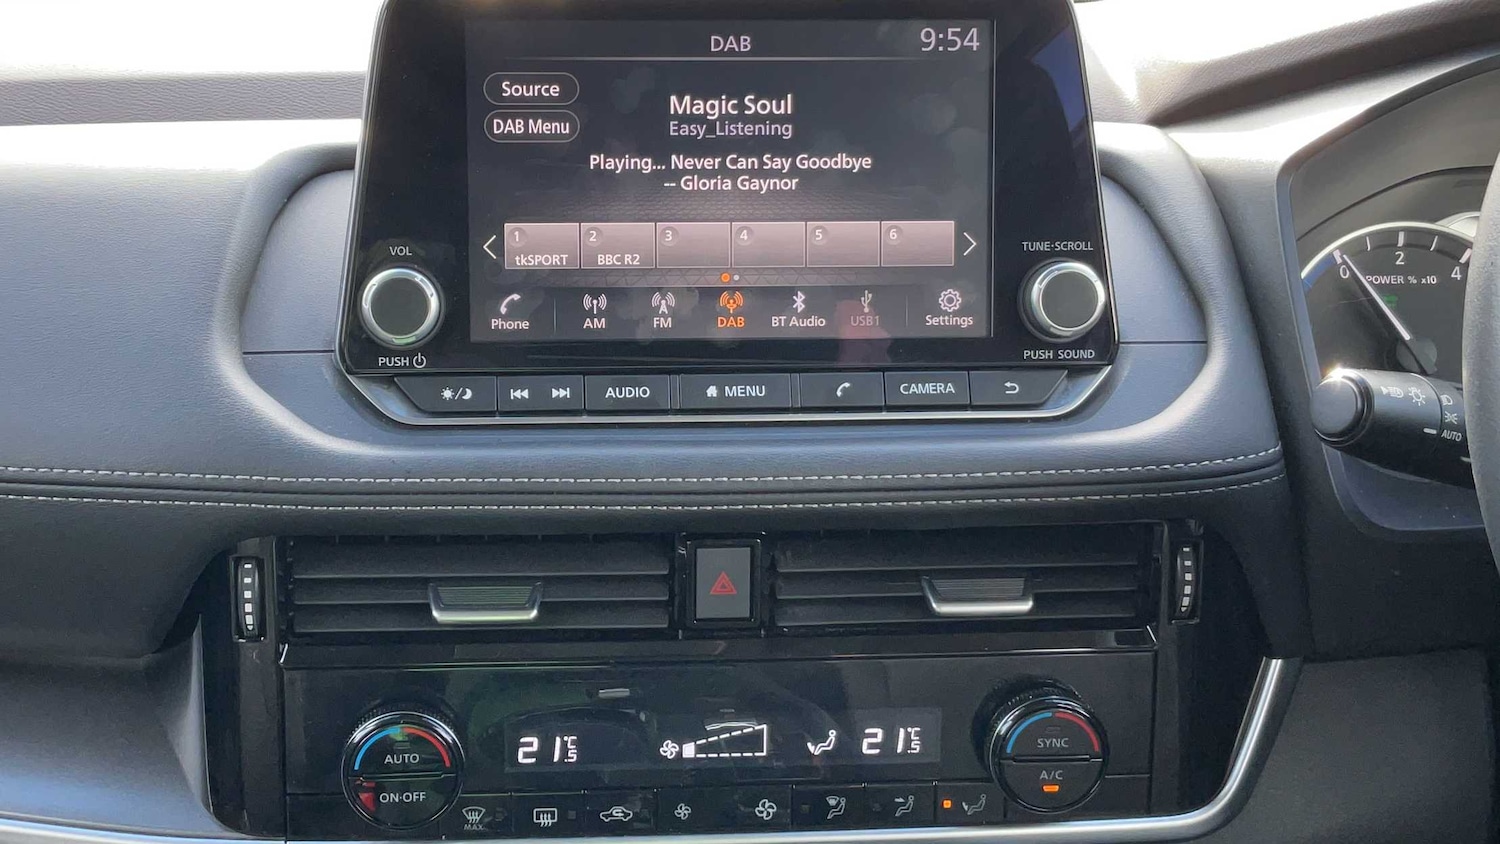 DAB
9:54
Source
DAB Menu
Magic Soul
Easy_Listening
Playing... Never Can Say Goodbye
-- Gloria Gaynor
1
2
3
4
5
6
tkSPORT
BBC R2
Phone
AM
FM
DAB
BT Audio
USB1
Settings
VOL
PUSH
TUNE·SCROLL
PUSH SOUND
AUDIO
MENU
CAMERA
0
2
4
POWER % x10
AUTO
21.5°C
21.5°C
AUTO
ON·OFF
SYNC
A/C
MAX